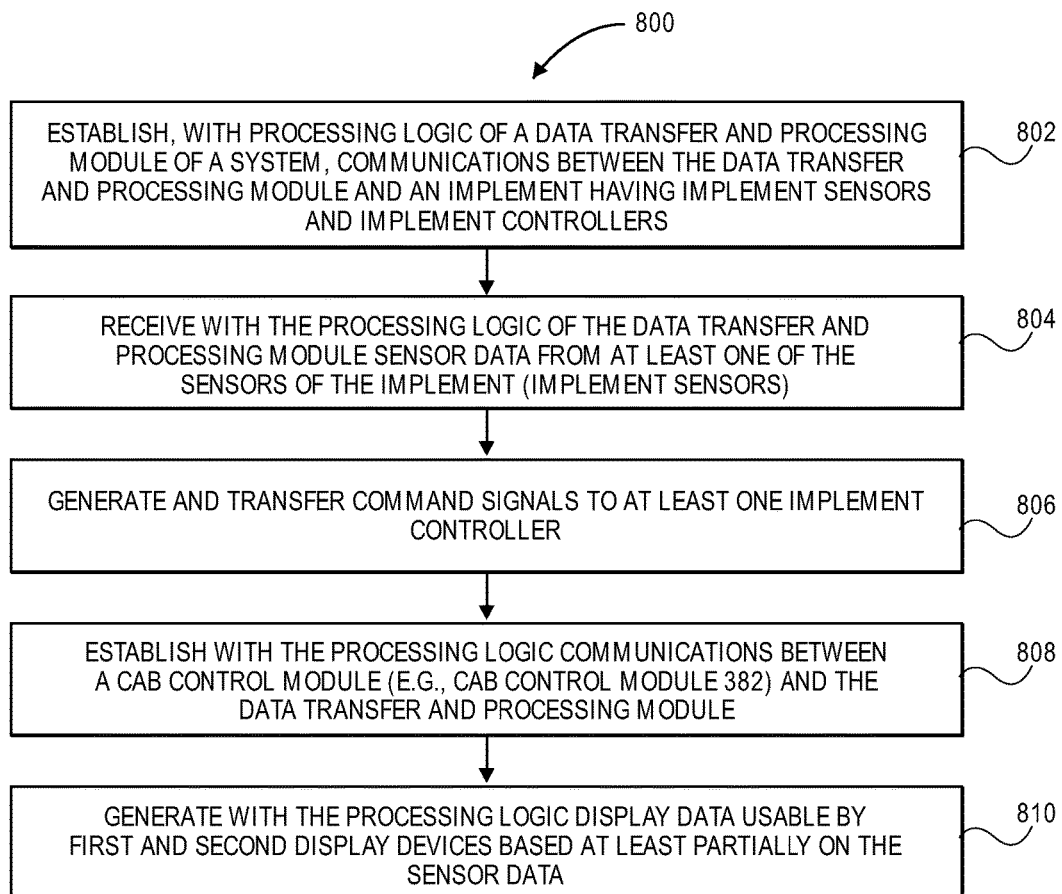 800
ESTABLISH, WITH PROCESSING LOGIC OF A DATA TRANSFER AND PROCESSING
MODULE OF A SYSTEM, COMMUNICATIONS BETWEEN THE DATA TRANSFER
AND PROCESSING MODULE AND AN IMPLEMENT HAVING IMPLEMENT SENSORS
AND IMPLEMENT CONTROLLERS
802
RECEIVE WITH THE PROCESSING LOGIC OF THE DATA TRANSFER AND
PROCESSING MODULE SENSOR DATA FROM AT LEAST ONE OF THE
SENSORS OF THE IMPLEMENT (IMPLEMENT SENSORS)
804
GENERATE AND TRANSFER COMMAND SIGNALS TO AT LEAST ONE IMPLEMENT
CONTROLLER
806
ESTABLISH WITH THE PROCESSING LOGIC COMMUNICATIONS BETWEEN
A CAB CONTROL MODULE (E.G., CAB CONTROL MODULE 382) AND THE
DATA TRANSFER AND PROCESSING MODULE
808
GENERATE WITH THE PROCESSING LOGIC DISPLAY DATA USABLE BY
FIRST AND SECOND DISPLAY DEVICES BASED AT LEAST PARTIALLY ON THE
SENSOR DATA
810